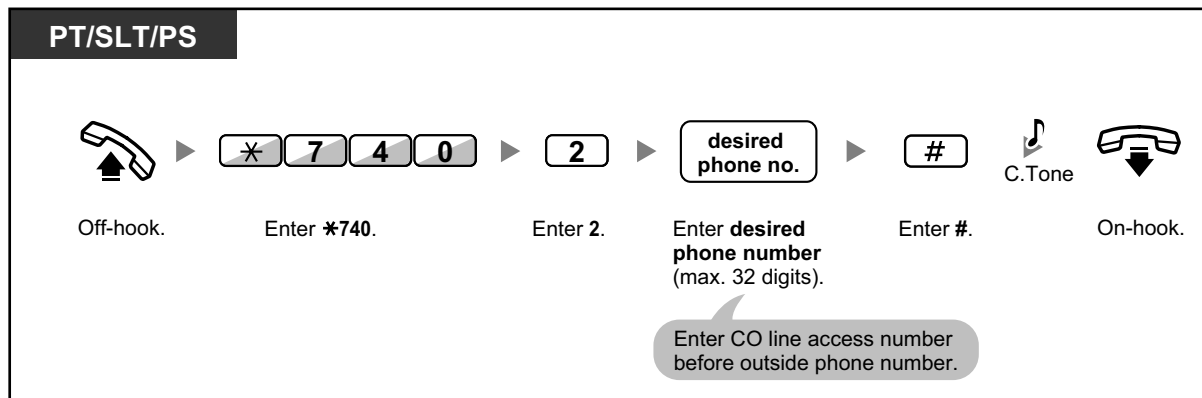 PT/SLT/PS
✳ 7 4 0
2
desired
phone no.
#
C.Tone
Off-hook.
Enter ✳740.
Enter 2.
Enter desired
phone number
(max. 32 digits).
Enter #.
On-hook.
Enter CO line access number
before outside phone number.